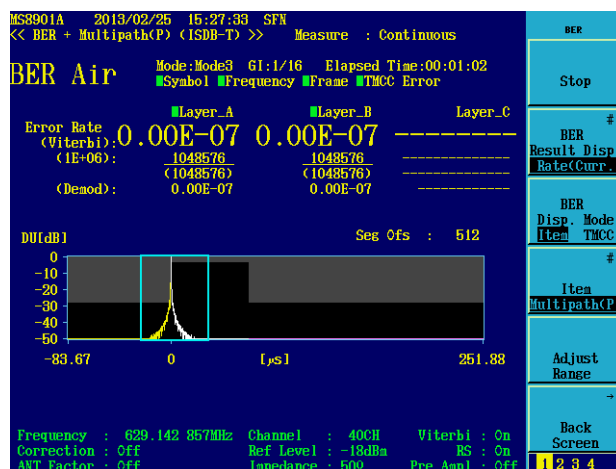 MS8901A 2013/02/25 15:27:33 SFN
<< BER + Multipath(P) (ISDB-T) >> Measure : Continuous
BER Air
Mode:Mode3 GI:1/16 Elapsed Time:00:01:02
Symbol Frequency Frame TMCC Error
Layer_A Layer_B Layer_C
Error Rate
(Viterbi): 0.00E-07 0.00E-07 --------
(1E+06): 1048576 1048576 --------------
(1048576) (1048576) --------------
(Demod): 0.00E-07 0.00E-07 --------------
DU[dB] Seg Ofs : 512
0
-10
-20
-30
-40
-50
-83.67 0 [μs] 251.88
Frequency : 629.142 857MHz Channel : 40CH Viterbi : On
Correction : Off Ref Level : -18dBm RS : On
ANT Factor : Off Impedance : 50Ω Pre Ampl : Off
BER
Stop
#
BER
Result Disp
Rate(Curr.
BER
Disp. Mode
Item TMCC
#
Item
Multipath(P
Adjust
Range
→
Back
Screen
1 2 3 4